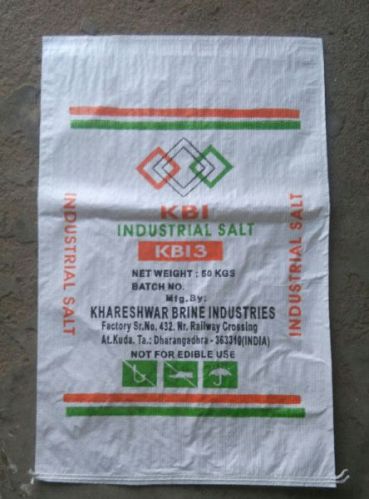 KBI
INDUSTRIAL SALT
KBI 3
INDUSTRIAL SALT
INDUSTRIAL SALT
NET WEIGHT : 50 KGS
BATCH NO.
Mfg.By:
KHARESHWAR BRINE INDUSTRIES
Factory Sr.No. 432. Nr. Railway Crossing
At.Kuda. Ta.: Dharangadhra - 363310(INDIA)
NOT FOR EDIBLE USE